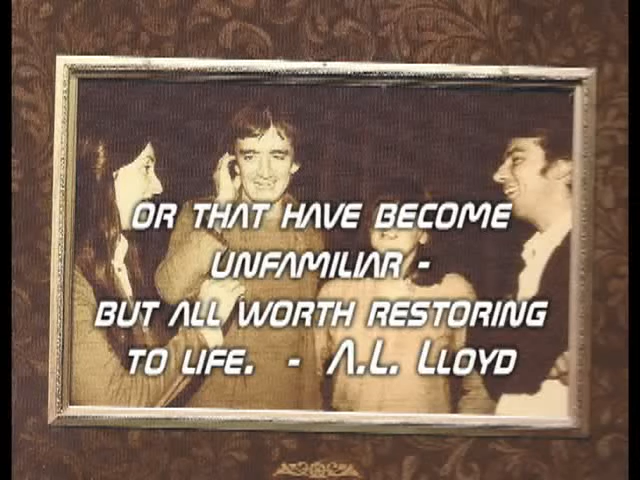 OR THAT HAVE BECOME
UNFAMILIAR -
BUT ALL WORTH RESTORING
TO LIFE.  -  A.L. LLOYD